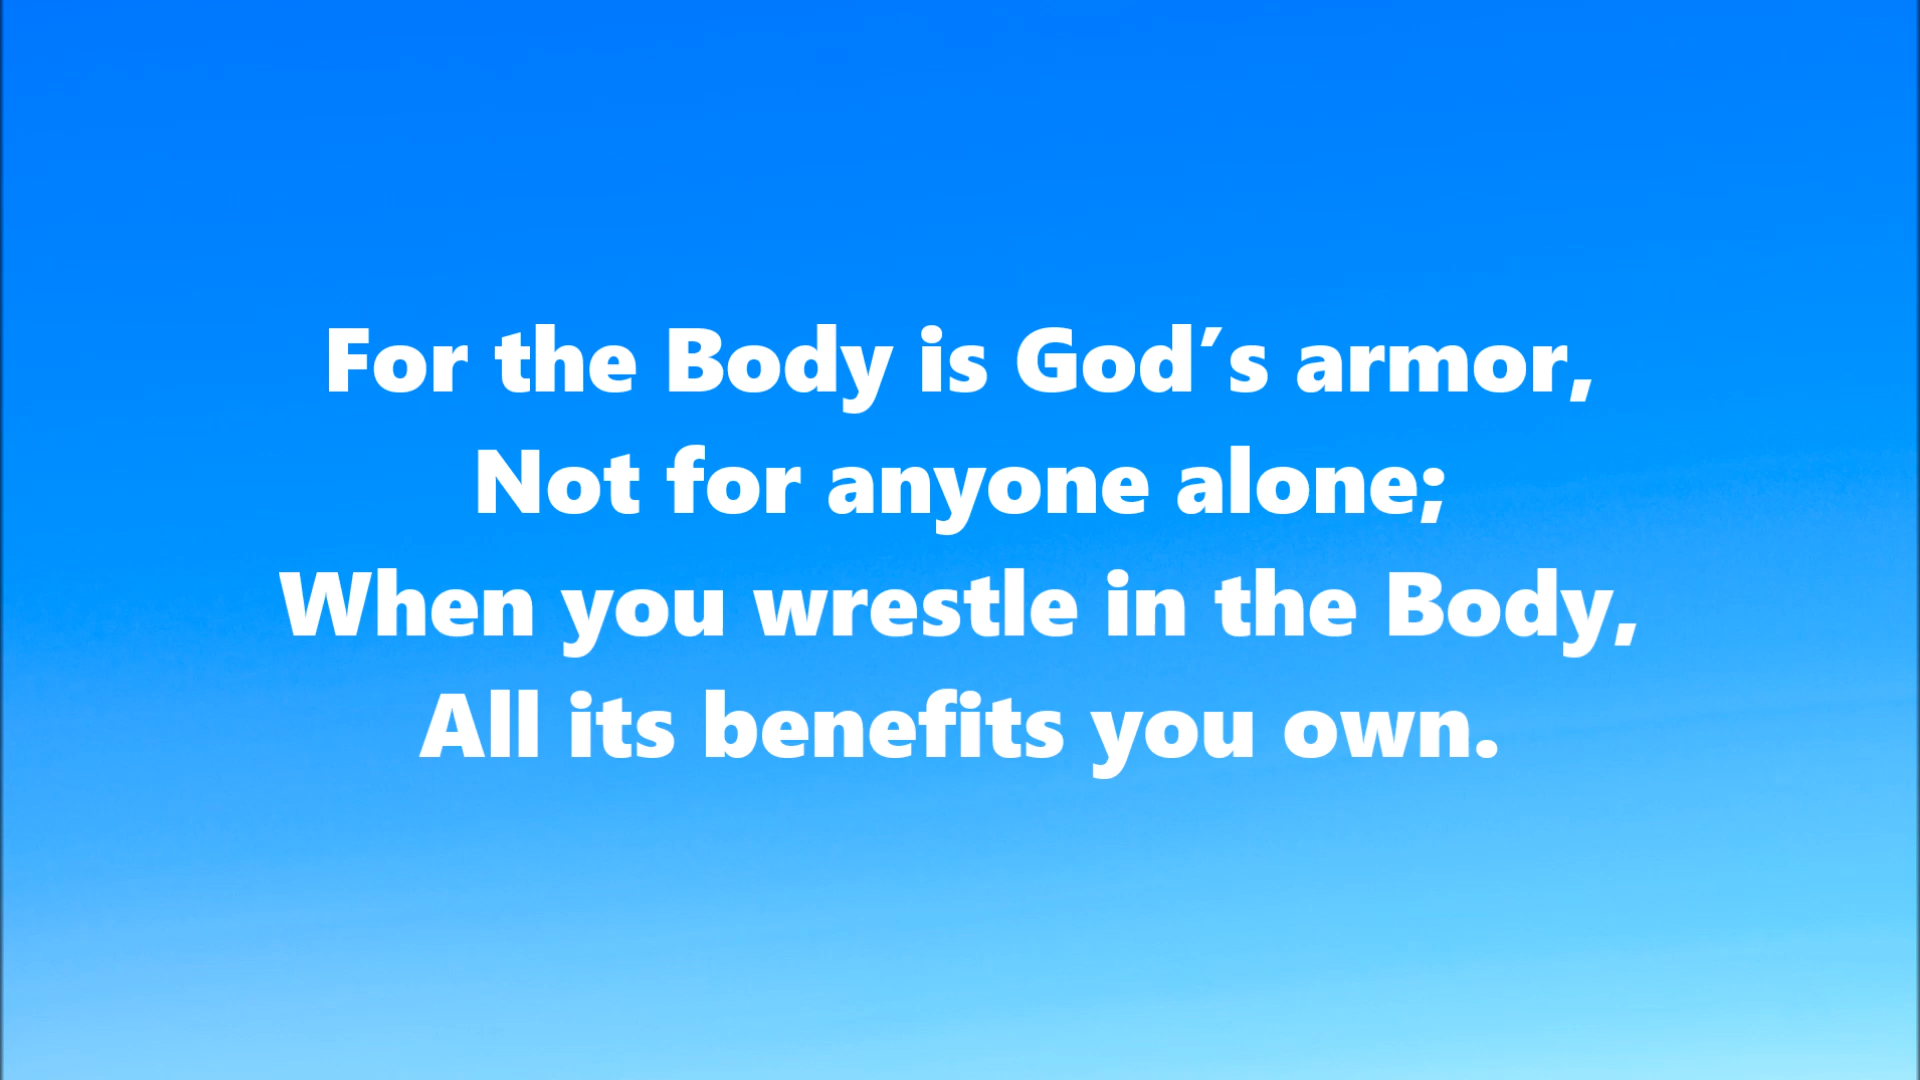 For the Body is God′s armor,
Not for anyone alone;
When you wrestle in the Body,
All its benefits you own.